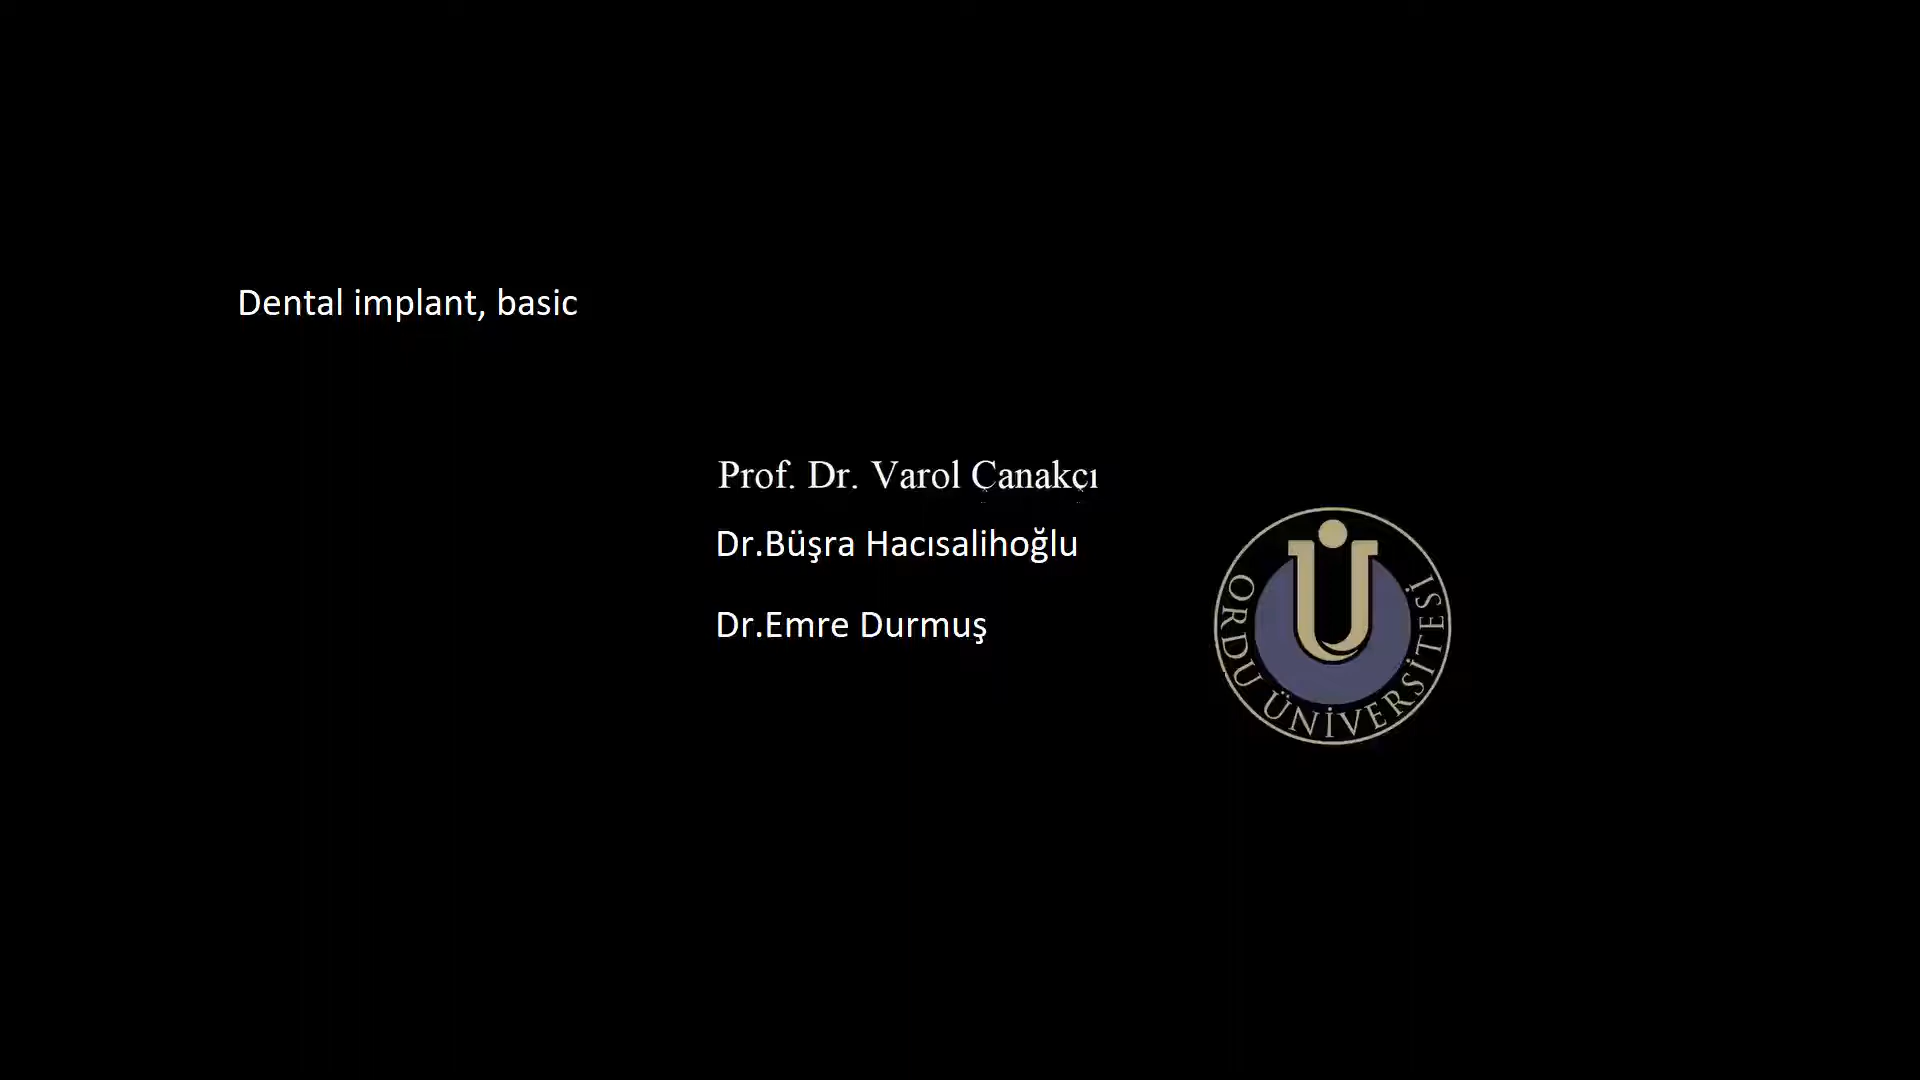 Dental implant, basic
Prof. Dr. Varol Çanakçı
Dr.Büşra Hacısalihoğlu
Dr.Emre Durmuş
ORDU ÜNİVERSİTESİ